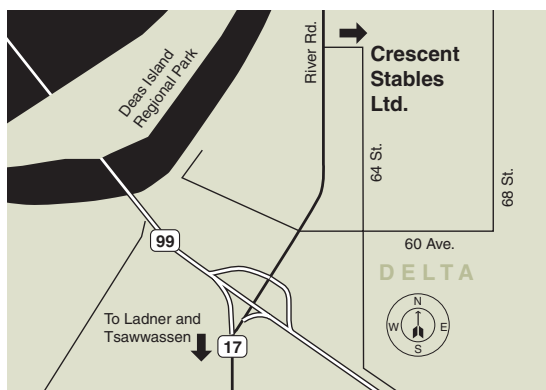 Deas Island
Regional Park
River Rd.
Crescent
Stables
Ltd.
64 St.
68 St.
99
60 Ave.
DELTA
N
W E
S
To Ladner and
Tsawwassen
17